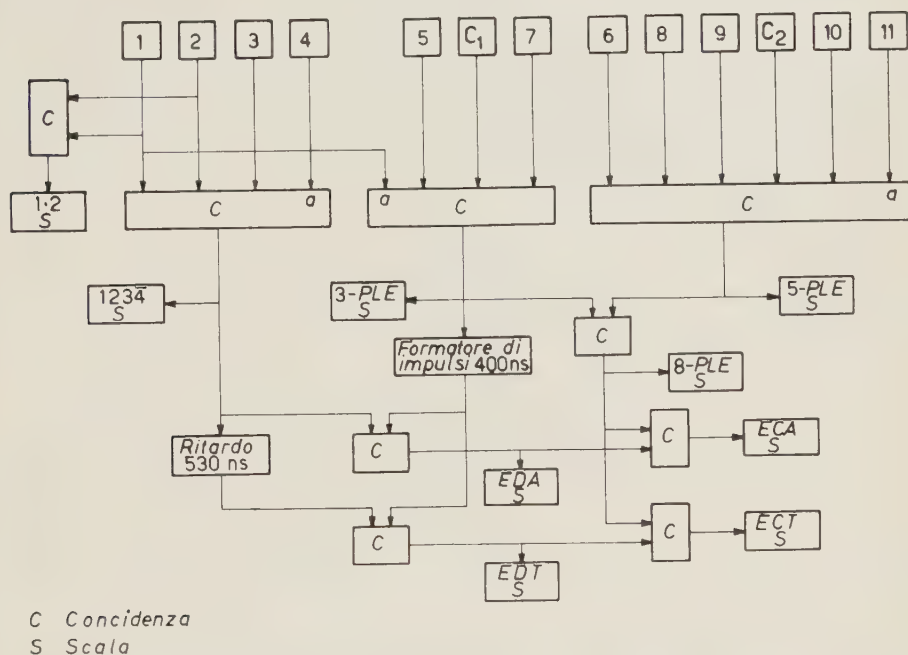 1 2 3 4 5 C₁ 7 6 8 9 C₂ 10 11
C
1·2
S
C a
a C
C a
1234̄
S
3-PLE
S
5-PLE
S
C
Formatore di
impulsi 400ns
8-PLE
S
Ritardo
530 ns
C
C
ECA
S
EDA
S
C
C
ECT
S
EDT
S
C Concidenza
S Scala